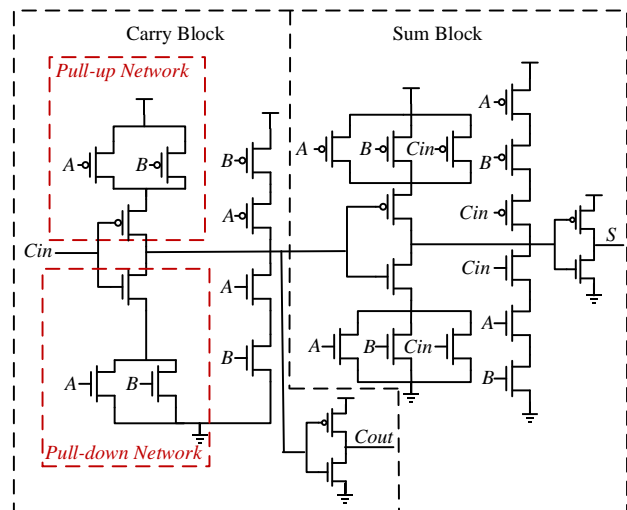 Carry Block
Sum Block
Pull-up Network
A
B
B
A
Cin
A
B
A
B
Pull-down Network
A
B
Cin
A
B
Cin
Cin
A
B
A
B
Cin
S
Cout